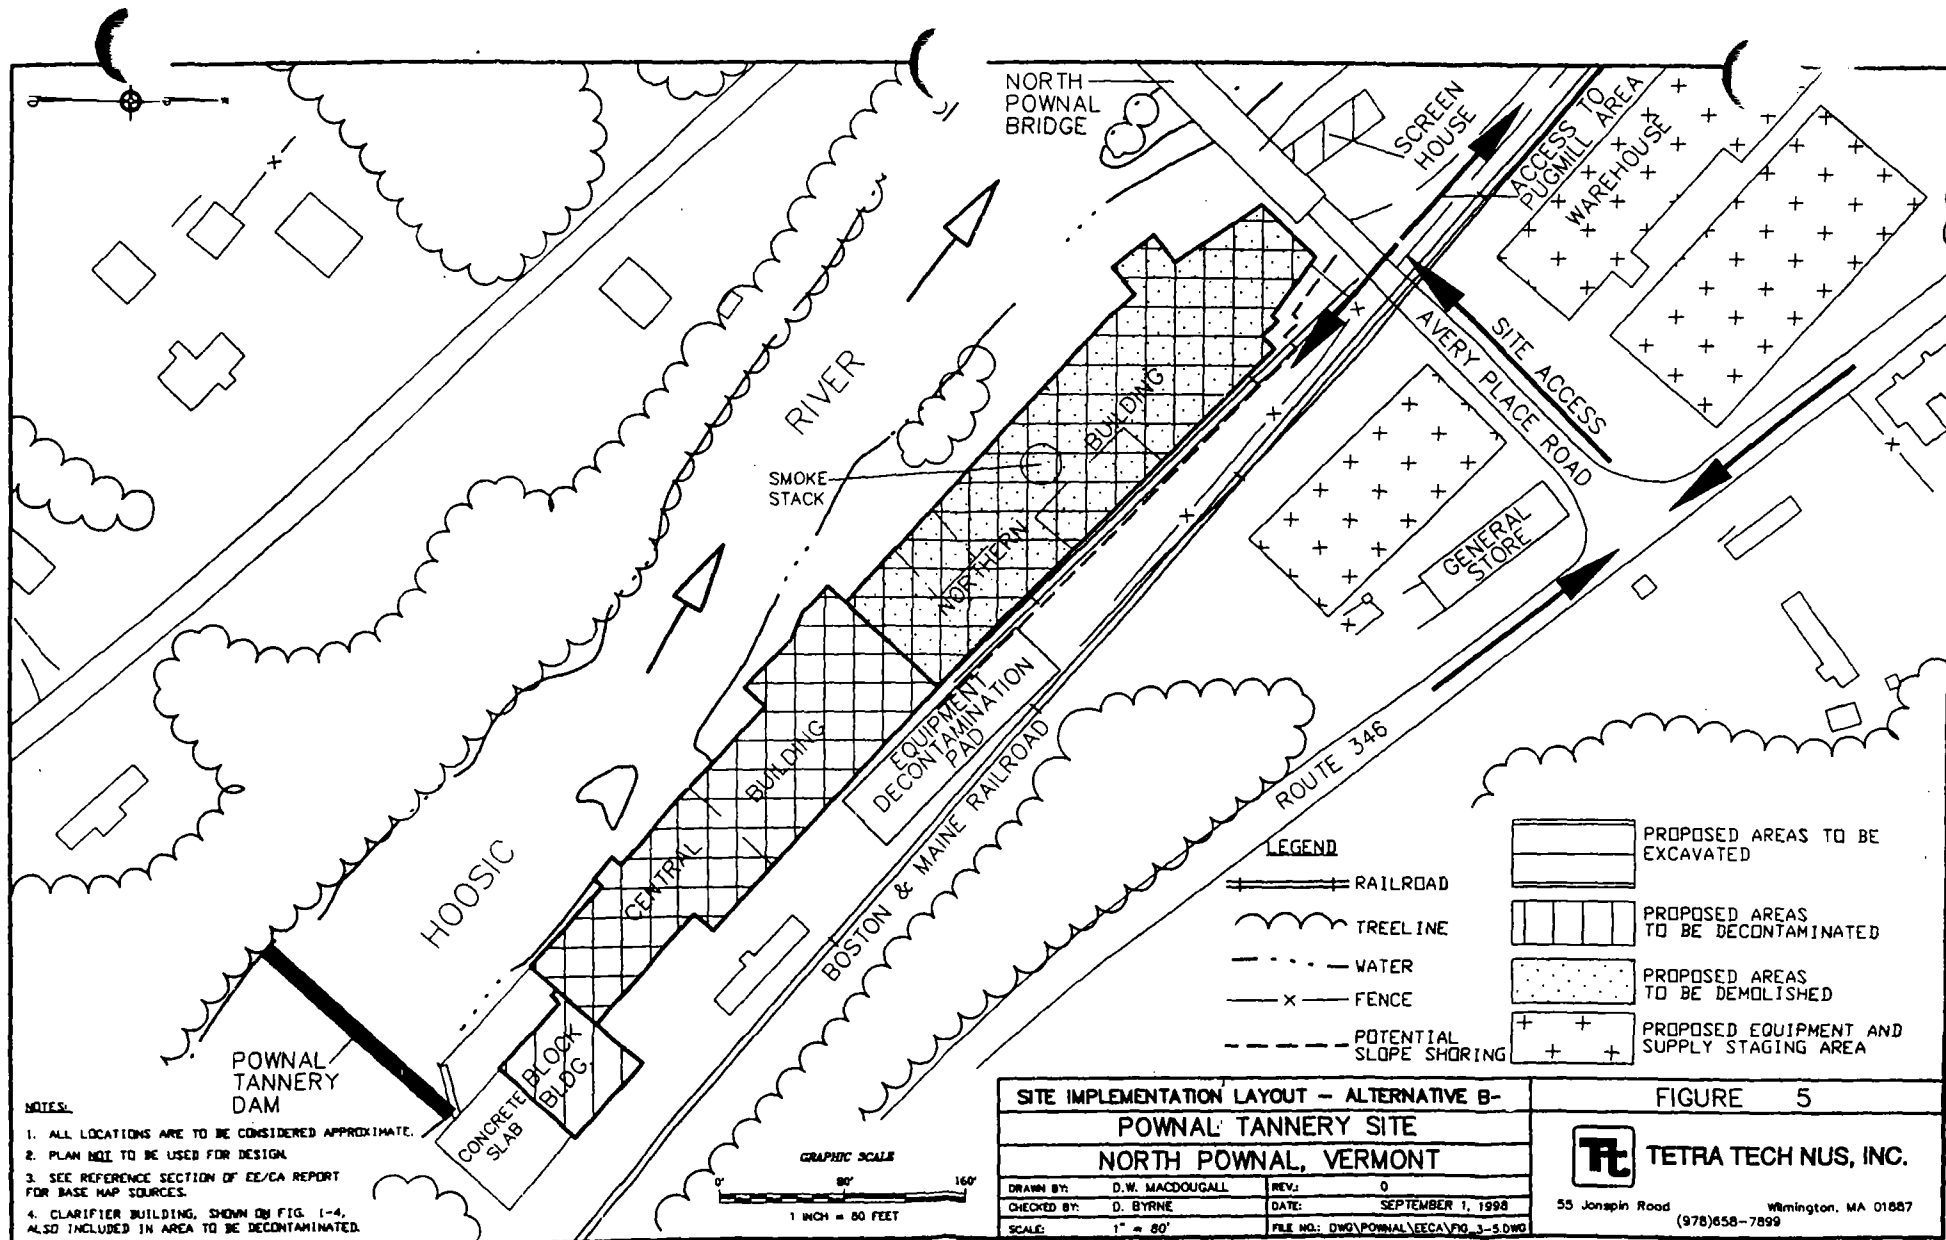 NORTH
POWNAL
BRIDGE
SCREEN
HOUSE
ACCESS TO
PUGMILL AREA
WAREHOUSE
RIVER
SMOKE
STACK
NORTHERN
BUILDING
AVERY PLACE ROAD
SITE ACCESS
GENERAL
STORE
EQUIPMENT
DECONTAMINATION
PAD
BOSTON & MAINE RAILROAD
ROUTE 346
CENTRAL
BUILDING
HOOSIC
POWNAL
TANNERY
DAM
BLOCK
BLDG.
CONCRETE
SLAB
LEGEND
RAILROAD
TREELINE
WATER
FENCE
POTENTIAL
SLOPE SHORING
PROPOSED AREAS TO BE
EXCAVATED
PROPOSED AREAS
TO BE DECONTAMINATED
PROPOSED AREAS
TO BE DEMOLISHED
PROPOSED EQUIPMENT AND
SUPPLY STAGING AREA
NOTES:
1. ALL LOCATIONS ARE TO BE CONSIDERED APPROXIMATE.
2. PLAN NOT TO BE USED FOR DESIGN.
3. SEE REFERENCE SECTION OF EE/CA REPORT
FOR BASE MAP SOURCES.
4. CLARIFIER BUILDING, SHOWN ON FIG. 1-4,
ALSO INCLUDED IN AREA TO BE DECONTAMINATED.
GRAPHIC SCALE
0' 80' 160'
1 INCH = 80 FEET
SITE IMPLEMENTATION LAYOUT - ALTERNATIVE B-
POWNAL TANNERY SITE
NORTH POWNAL, VERMONT
DRAWN BY: D.W. MACDOUGALL REV.: 0
CHECKED BY: D. BYRNE DATE: SEPTEMBER 1, 1998
SCALE: 1" = 80' FILE NO.: DWG\POWNAL\EECA\FIG_3-5.DWG
FIGURE 5
Tt TETRA TECH NUS, INC.
55 Jonspin Road Wilmington, MA 01887
(978)658-7899